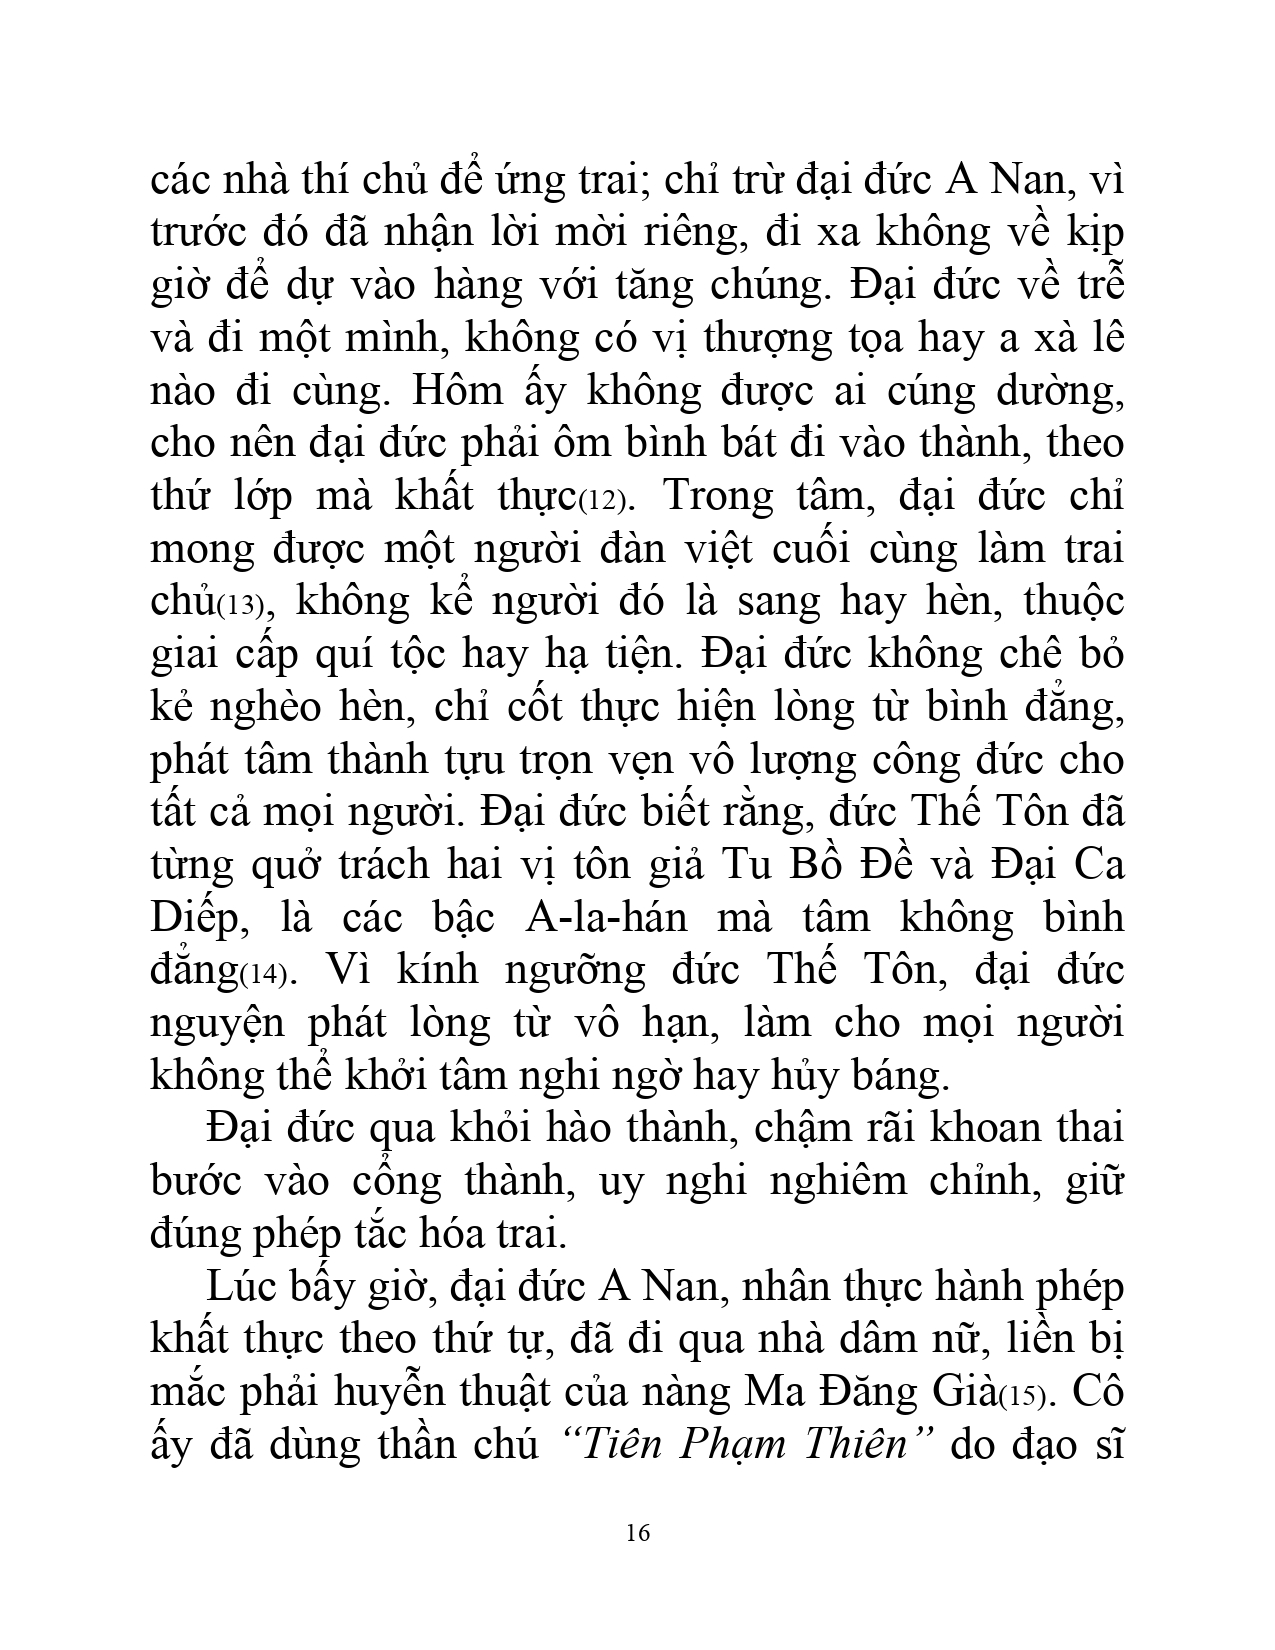 các nhà thí chủ để ứng trai; chỉ trừ đại đức A Nan, vì
trước đó đã nhận lời mời riêng, đi xa không về kịp
giờ để dự vào hàng với tăng chúng. Đại đức về trễ
và đi một mình, không có vị thượng tọa hay a xà lê
nào đi cùng. Hôm ấy không được ai cúng dường,
cho nên đại đức phải ôm bình bát đi vào thành, theo
thứ lớp mà khất thực(12). Trong tâm, đại đức chỉ
mong được một người đàn việt cuối cùng làm trai
chủ(13), không kể người đó là sang hay hèn, thuộc
giai cấp quí tộc hay hạ tiện. Đại đức không chê bỏ
kẻ nghèo hèn, chỉ cốt thực hiện lòng từ bình đẳng,
phát tâm thành tựu trọn vẹn vô lượng công đức cho
tất cả mọi người. Đại đức biết rằng, đức Thế Tôn đã
từng quở trách hai vị tôn giả Tu Bồ Đề và Đại Ca
Diếp, là các bậc A-la-hán mà tâm không bình
đẳng(14). Vì kính ngưỡng đức Thế Tôn, đại đức
nguyện phát lòng từ vô hạn, làm cho mọi người
không thể khởi tâm nghi ngờ hay hủy báng.
Đại đức qua khỏi hào thành, chậm rãi khoan thai
bước vào cổng thành, uy nghi nghiêm chỉnh, giữ
đúng phép tắc hóa trai.
Lúc bấy giờ, đại đức A Nan, nhân thực hành phép
khất thực theo thứ tự, đã đi qua nhà dâm nữ, liền bị
mắc phải huyễn thuật của nàng Ma Đăng Già(15). Cô
ấy đã dùng thần chú “Tiên Phạm Thiên” do đạo sĩ
16